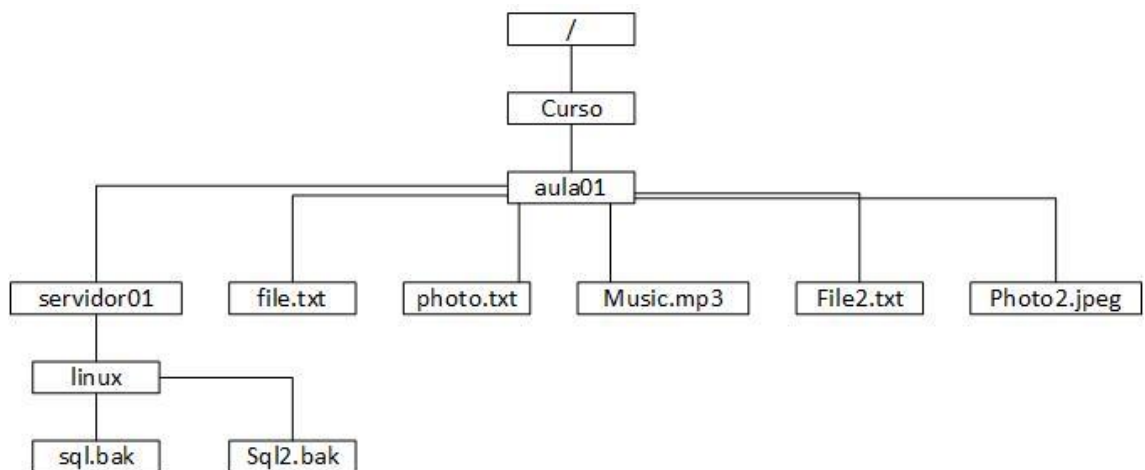 /
Curso
aula01
servidor01 file.txt photo.txt Music.mp3 File2.txt Photo2.jpeg
linux
sql.bak Sql2.bak